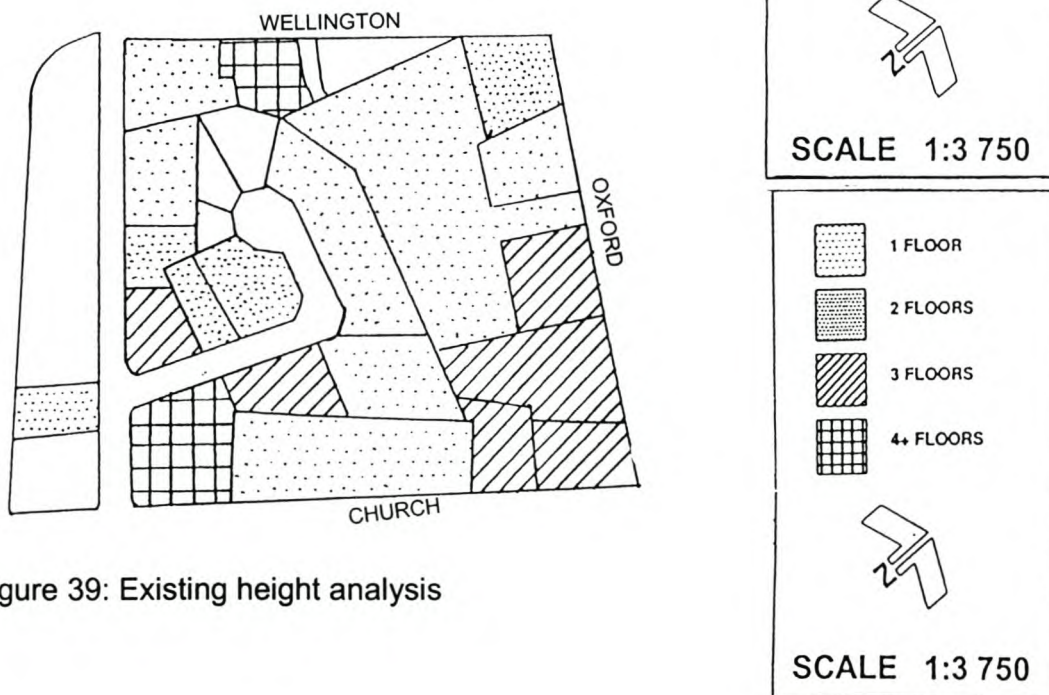 WELLINGTON
OXFORD
CHURCH
gure 39: Existing height analysis
N
SCALE 1:3 750
1 FLOOR
2 FLOORS
3 FLOORS
4+ FLOORS
N
SCALE 1:3 750